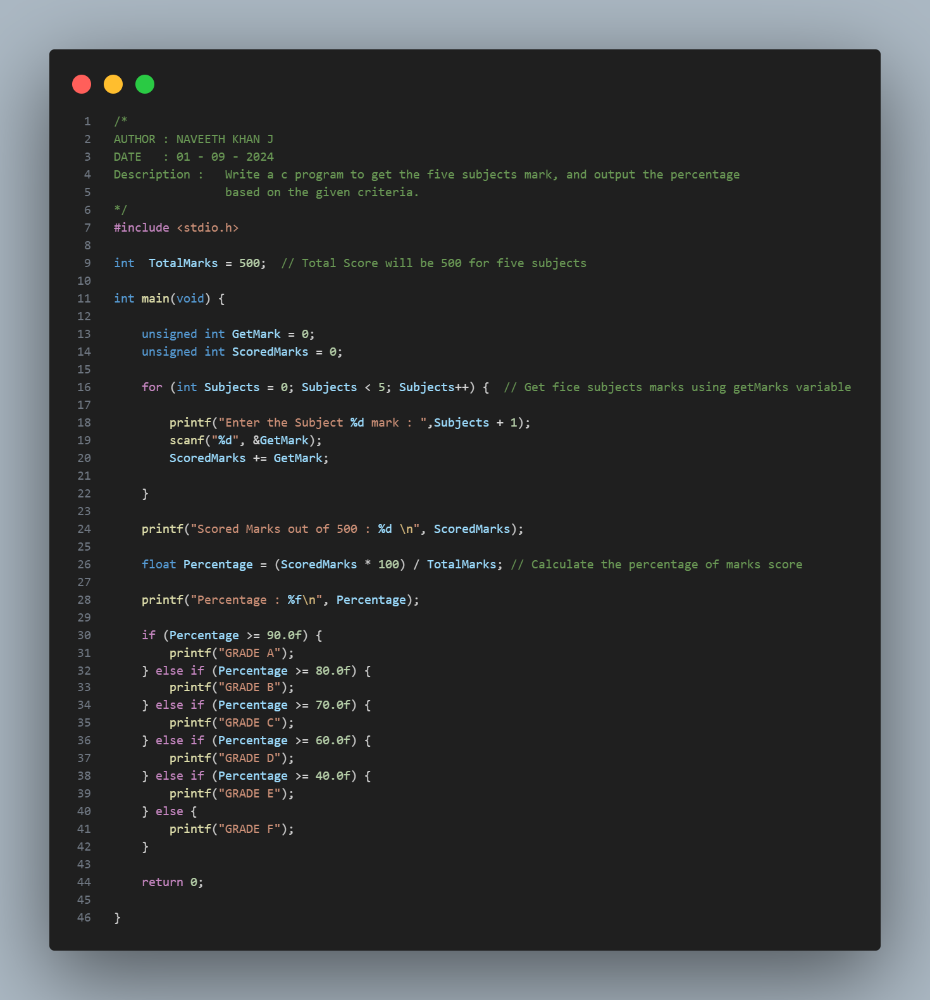 1 /*
2 AUTHOR : NAVEETH KHAN J
3 DATE   : 01 - 09 - 2024
4 Description :   Write a c program to get the five subjects mark, and output the percentage
5                 based on the given criteria.
6 */
7 #include <stdio.h>
8
9 int  TotalMarks = 500;  // Total Score will be 500 for five subjects
10
11 int main(void) {
12
13     unsigned int GetMark = 0;
14     unsigned int ScoredMarks = 0;
15
16     for (int Subjects = 0; Subjects < 5; Subjects++) {  // Get fice subjects marks using getMarks variable
17
18         printf("Enter the Subject %d mark : ",Subjects + 1);
19         scanf("%d", &GetMark);
20         ScoredMarks += GetMark;
21
22     }
23
24     printf("Scored Marks out of 500 : %d \n", ScoredMarks);
25
26     float Percentage = (ScoredMarks * 100) / TotalMarks; // Calculate the percentage of marks score
27
28     printf("Percentage : %f\n", Percentage);
29
30     if (Percentage >= 90.0f) {
31         printf("GRADE A");
32     } else if (Percentage >= 80.0f) {
33         printf("GRADE B");
34     } else if (Percentage >= 70.0f) {
35         printf("GRADE C");
36     } else if (Percentage >= 60.0f) {
37         printf("GRADE D");
38     } else if (Percentage >= 40.0f) {
39         printf("GRADE E");
40     } else {
41         printf("GRADE F");
42     }
43
44     return 0;
45
46 }